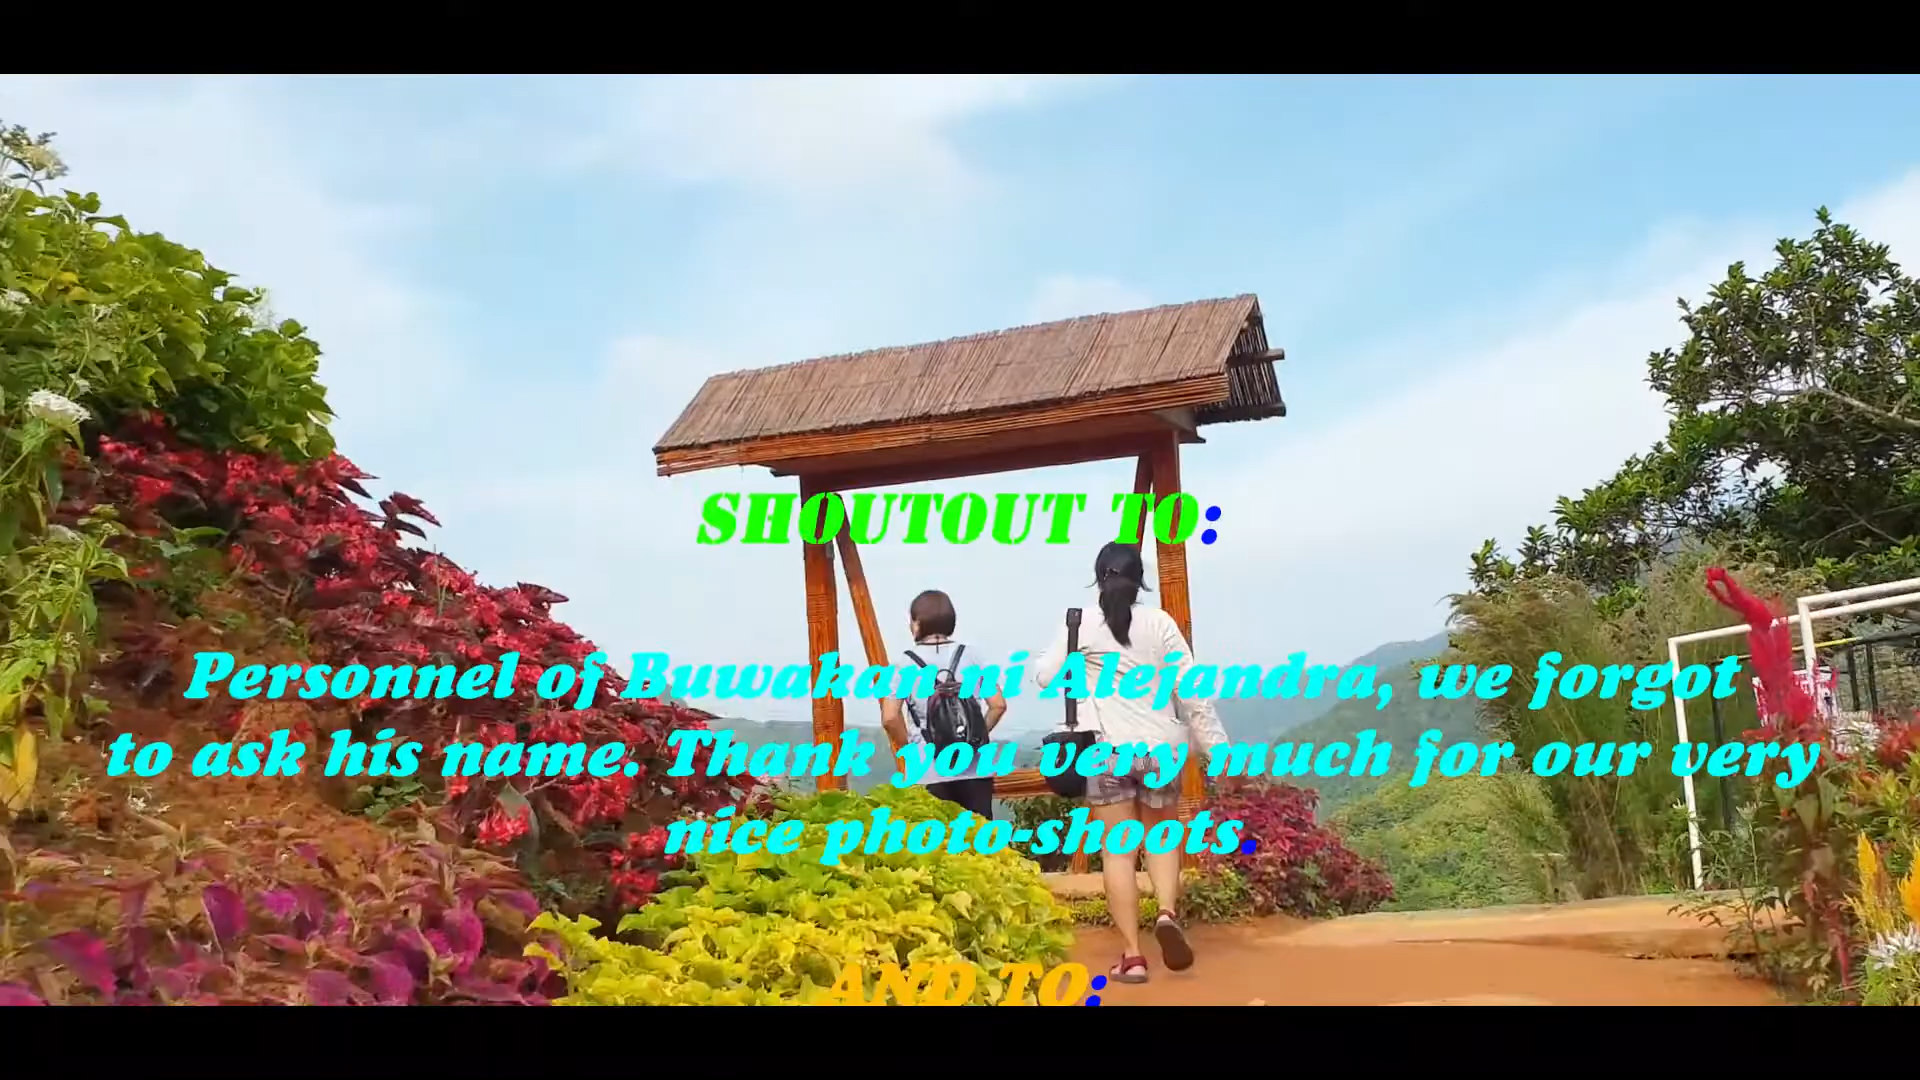 SHOUTOUT TO:
Personnel of Buwakan ni Alejandra, we forgot
to ask his name. Thank you very much for our very
nice photo-shoots.
AND TO: